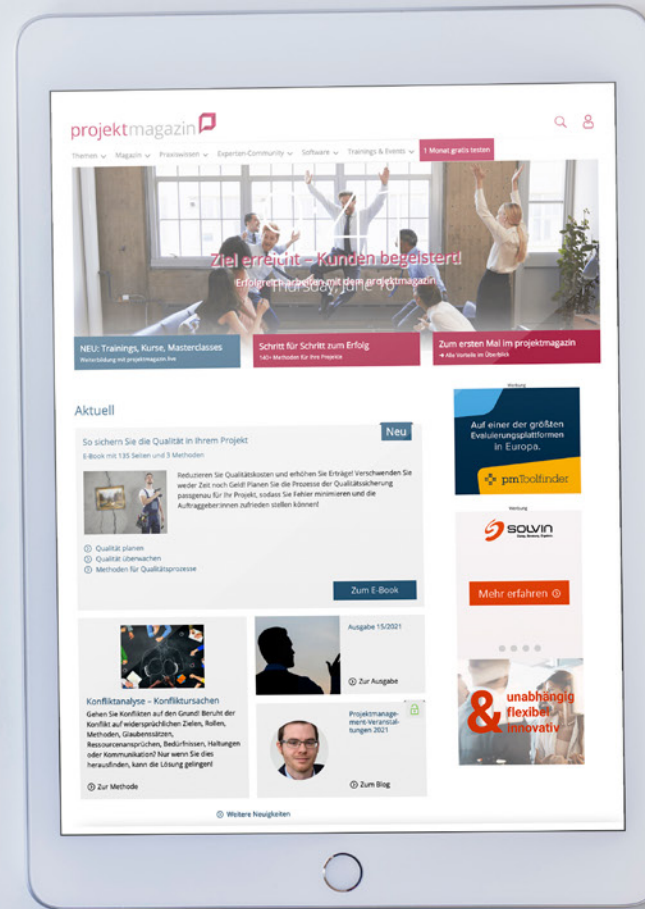 projektmagazin
Themen Magazin Praxiswissen Experten-Community Software Trainings & Events 1 Monat gratis testen
Ziel erreicht – Kunden begeistert!
Erfolgreich arbeiten mit dem projektmagazin
Thursday, June 10
NEU: Trainings, Kurse, Masterclasses
Weiterbildung mit projektmagazin live
Schritt für Schritt zum Erfolg
140+ Methoden für Ihre Projekte
Zum ersten Mal im projektmagazin
Alle Vorteile im Überblick
Aktuell
Neu
So sichern Sie die Qualität in Ihrem Projekt
E-Book mit 135 Seiten und 3 Methoden
Reduzieren Sie Qualitätskosten und erhöhen Sie Erträge! Verschwenden Sie
weder Zeit noch Geld! Planen Sie die Prozesse der Qualitätssicherung
passgenau für Ihr Projekt, sodass Sie Fehler minimieren und die
Auftraggeber:innen zufrieden stellen können!
Qualität planen
Qualität überwachen
Methoden für Qualitätsprozesse
Zum E-Book
Konfliktanalyse – Konfliktursachen
Gehen Sie Konflikten auf den Grund! Beruht der
Konflikt auf widersprüchlichen Zielen, Rollen,
Methoden, Glaubenssätzen,
Ressourcenansprüchen, Bedürfnissen, Haltungen
oder Kommunikation? Nur wenn Sie dies
herausfinden, kann die Lösung gelingen!
Zur Methode
Ausgabe 15/2021
Zur Ausgabe
Projektmanage-
ment-Veranstal-
tungen 2021
Zum Blog
Weitere Neuigkeiten
Werbung
Auf einer der größten
Evaluierungsplattformen
in Europa.
pmToolfinder
Werbung
SOLVIN
Mehr erfahren
& unabhängig
flexibel
innovativ